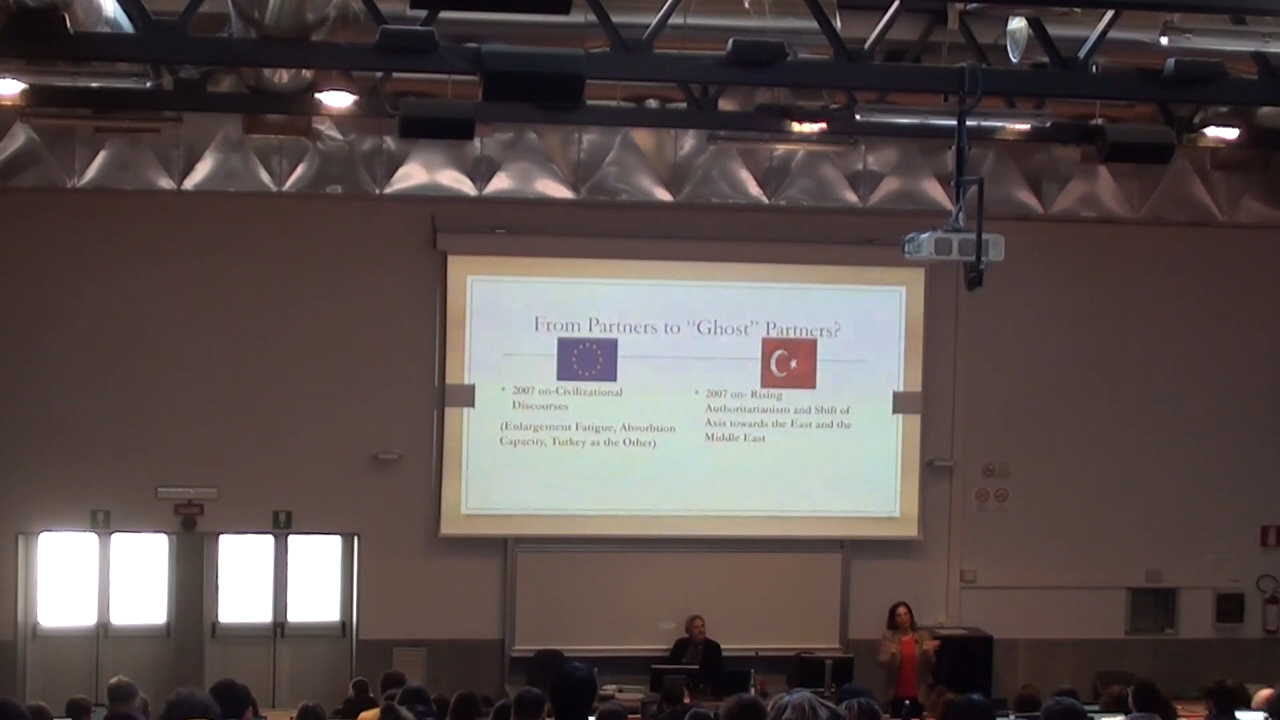 From Partners to “Ghost” Partners?
• 2007 on-Civilizational
Discourses
(Enlargement Fatigue, Absorbtion
Capacity, Turkey as the Other)
• 2007 on- Rising
Authoritarianism and Shift of
Axis towards the East and the
Middle East